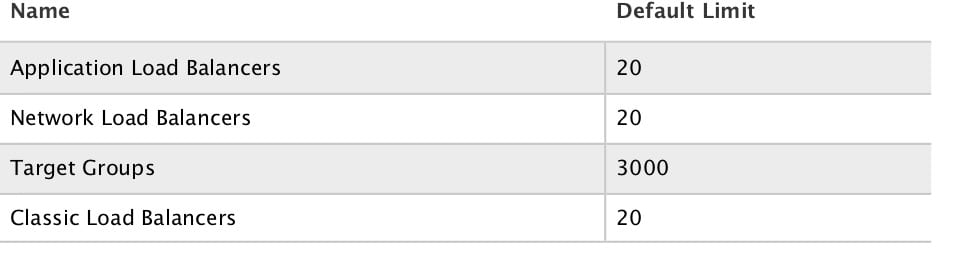 Name Default Limit
Application Load Balancers 20
Network Load Balancers 20
Target Groups 3000
Classic Load Balancers 20